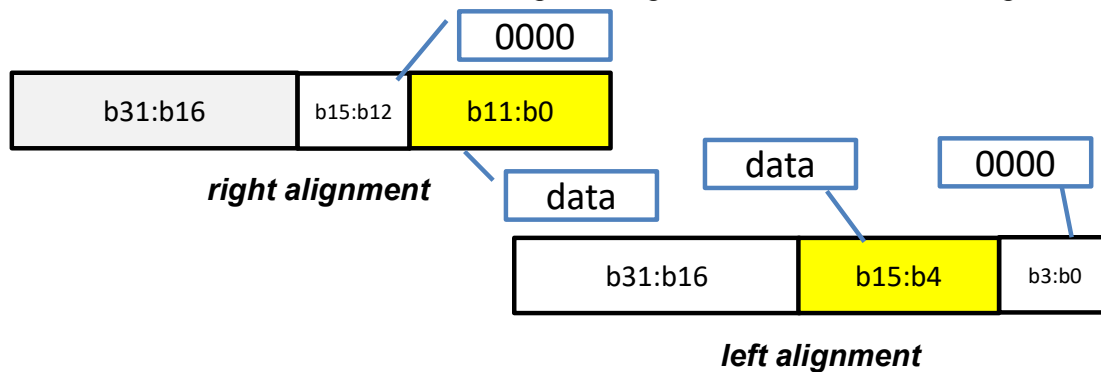 0000
b31:b16 b15:b12 b11:b0
right alignment
data
data
0000
b31:b16 b15:b4 b3:b0
left alignment